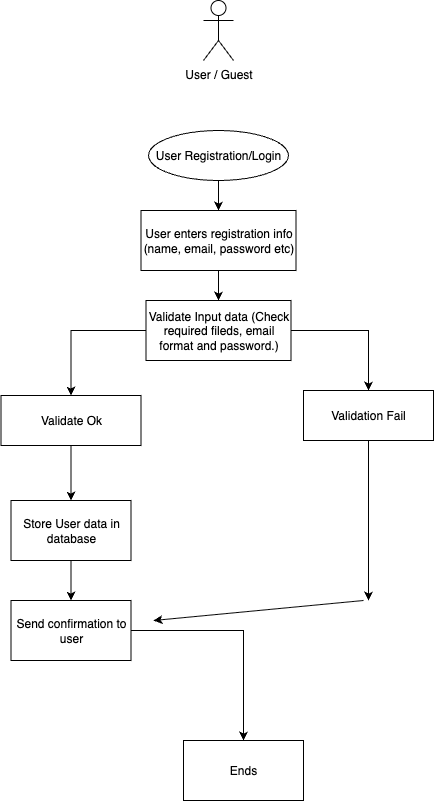 User / Guest
User Registration/Login
User enters registration info
(name, email, password etc)
Validate Input data (Check
required fileds, email
format and password.)
Validate Ok
Validation Fail
Store User data in
database
Send confirmation to
user
Ends